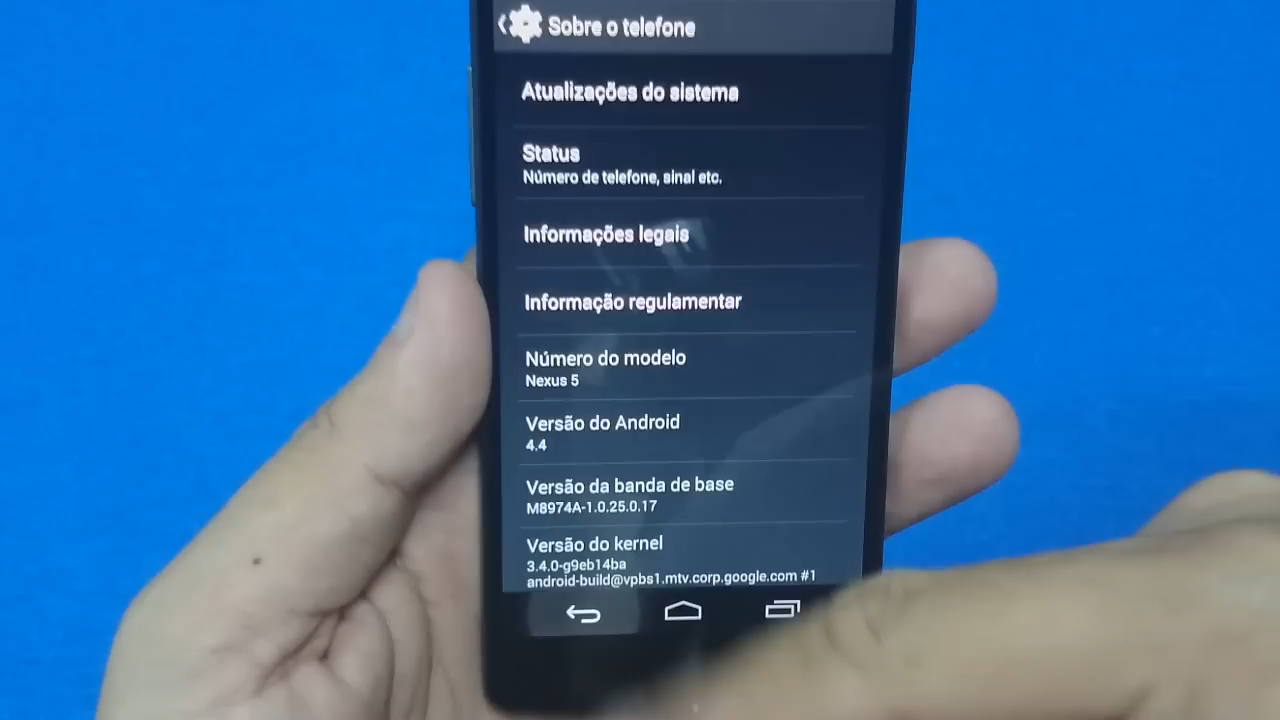 Sobre o telefone
Atualizações do sistema
Status
Número de telefone, sinal etc.
Informações legais
Informação regulamentar
Número do modelo
Nexus 5
Versão do Android
4.4
Versão da banda de base
M8974A-1.0.25.0.17
Versão do kernel
3.4.0-g9eb14ba
android-build@vpbs1.mtv.corp.google.com #1